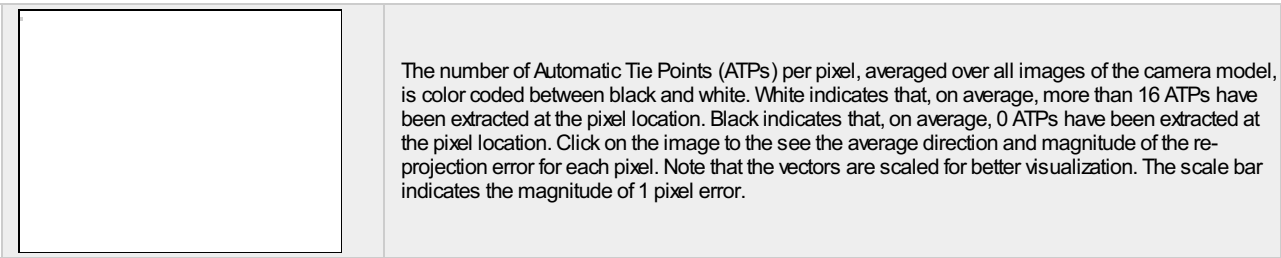 The number of Automatic Tie Points (ATPs) per pixel, averaged over all images of the camera model,
is color coded between black and white. White indicates that, on average, more than 16 ATPs have
been extracted at the pixel location. Black indicates that, on average, 0 ATPs have been extracted at
the pixel location. Click on the image to the see the average direction and magnitude of the re-
projection error for each pixel. Note that the vectors are scaled for better visualization. The scale bar
indicates the magnitude of 1 pixel error.